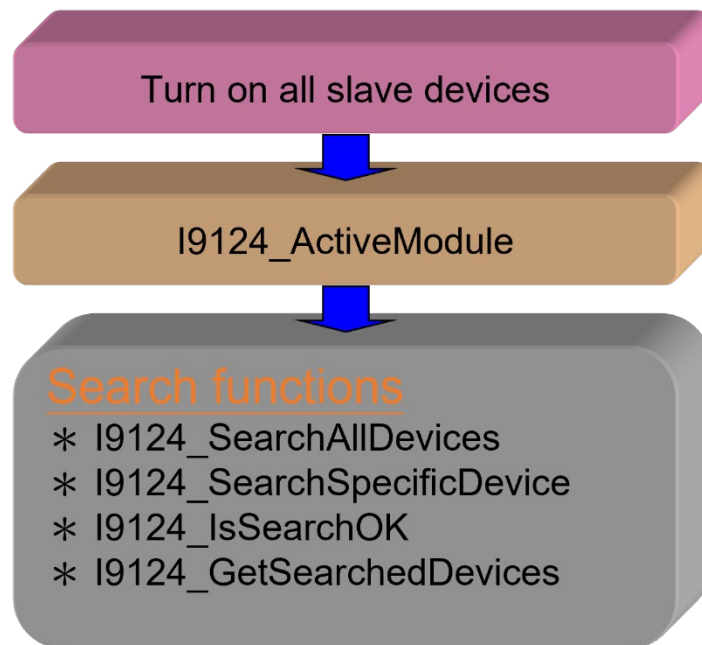 Turn on all slave devices
I9124_ActiveModule
Search functions
* I9124_SearchAllDevices
* I9124_SearchSpecificDevice
* I9124_IsSearchOK
* I9124_GetSearchedDevices